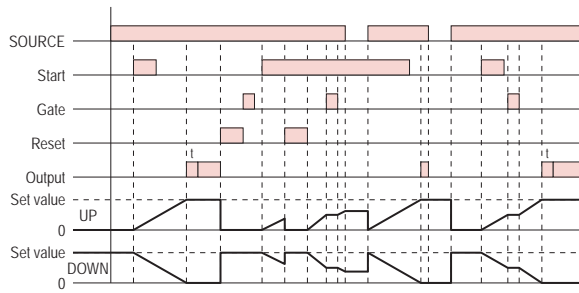 SOURCE
Start
Gate
Reset
t
t
Output
Set value
UP
0
Set value
DOWN
0